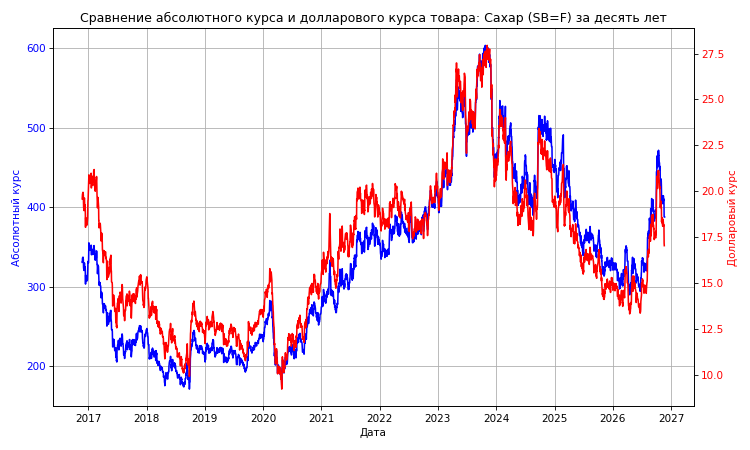 Сравнение абсолютного курса и долларового курса товара: Сахар (SB=F) за десять лет
600
500
400
300
200
Абсолютный курс
27.5
25.0
22.5
20.0
17.5
15.0
12.5
10.0
Долларовый курс
2017 2018 2019 2020 2021 2022 2023 2024 2025 2026 2027
Дата